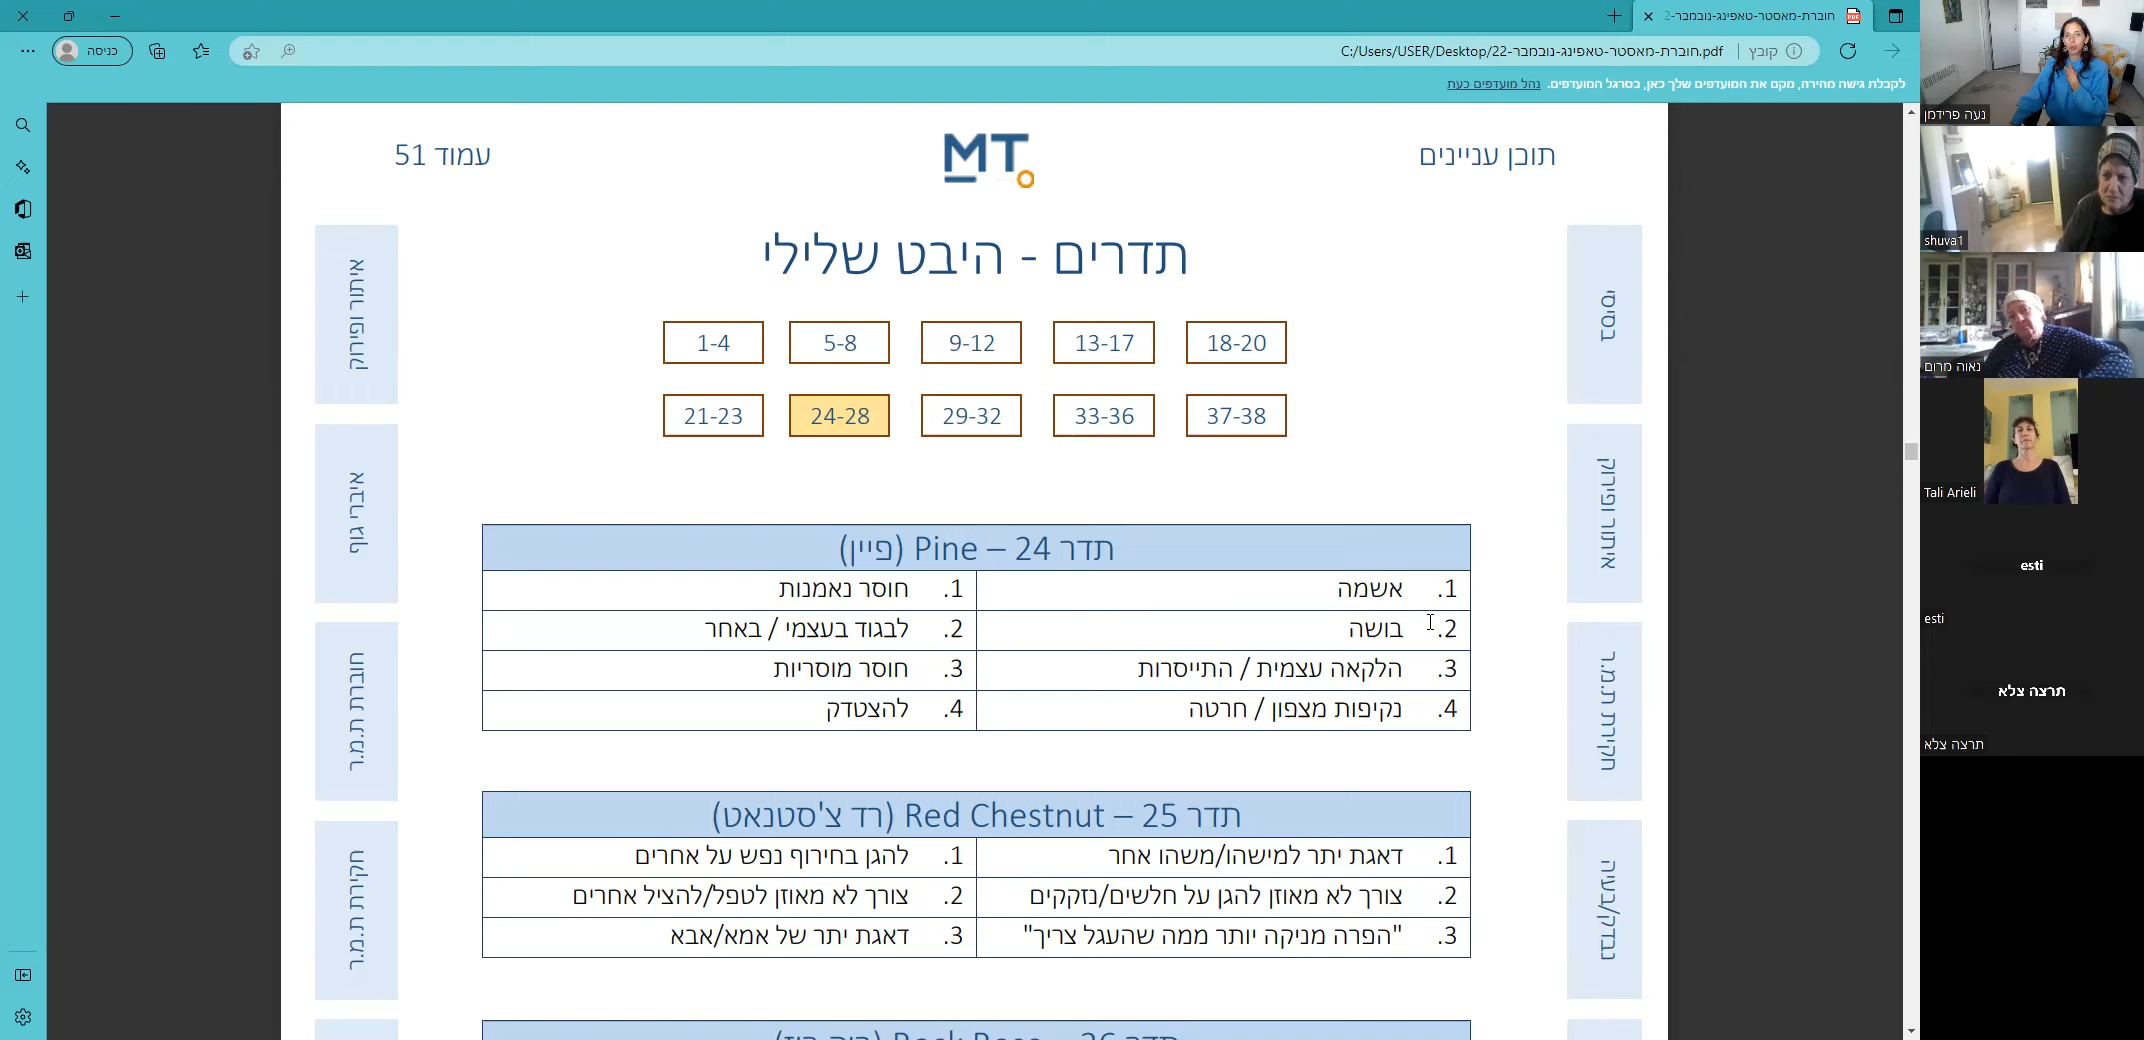 חוברת-מאסטר-טאפינג-נובמבר-2
כניסה
קובץ
C:/Users/USER/Desktop/חוברת-מאסטר-טאפינג-נובמבר-22.pdf
לקבלת גישה מהירה, מקם את המועדפים שלך כאן, בסרגל המועדפים. נהל מועדפים כעת
תוכן עניינים
MT
עמוד 51
תדרים - היבט שלילי
1-4 5-8 9-12 13-17 18-20
21-23 24-28 29-32 33-36 37-38
תדר 24 – Pine (פיין)
1. אשמה
1. חוסר נאמנות
2. בושה
2. לבגוד בעצמי / באחר
3. הלקאה עצמית / התייסרות
3. חוסר מוסריות
4. נקיפות מצפון / חרטה
4. להצטדק
תדר 25 – Red Chestnut (רד צ'סטנאט)
1. דאגת יתר למישהו/משהו אחר
1. להגן בחירוף נפש על אחרים
2. צורך לא מאוזן להגן על חלשים/נזקקים
2. צורך לא מאוזן לטפל/להציל אחרים
3. "הפרה מניקה יותר ממה שהעגל צריך"
3. דאגת יתר של אמא/אבא
בסיסי
איתור ופירוק
חקירת ת.מ.ר
נבדק/בעיה
איתור ופירוק
איברי גוף
חוברת ת.מ.ר
חקירת ת.מ.ר
נעה פרידמן
shuva1
נאוה מרום
Tali Arieli
esti
esti
תרצה צלא
תרצה צלא